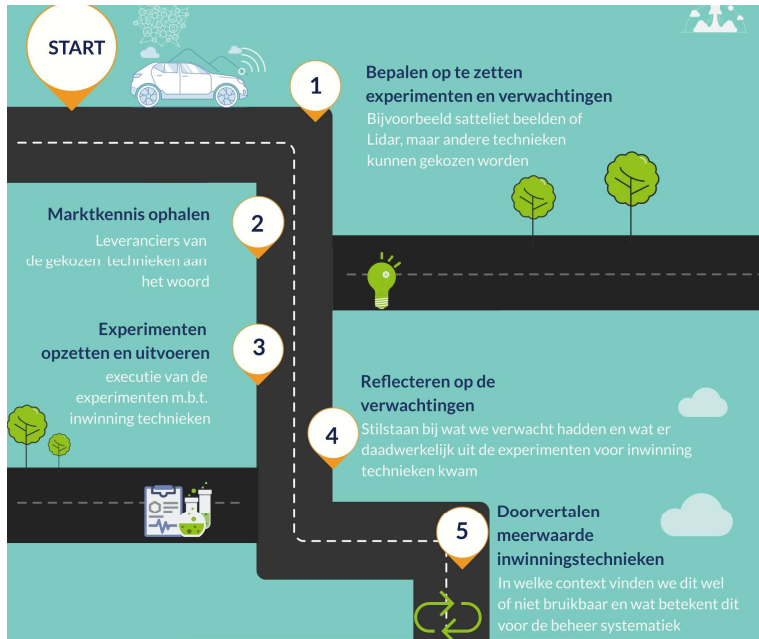 START
1
Bepalen op te zetten
experimenten en verwachtingen
Bijvoorbeeld satteliet beelden of
Lidar, maar andere technieken
kunnen gekozen worden
2
Marktkennis ophalen
Leveranciers van
de gekozen technieken aan
het woord
3
Experimenten
opzetten en uitvoeren
executie van de
experimenten m.b.t.
inwinning technieken
4
Reflecteren op de
verwachtingen
Stilstaan bij wat we verwacht hadden en wat er
daadwerkelijk uit de experimenten voor inwinning
technieken kwam
5
Doorvertalen
meerwaarde
inwinningstechnieken
In welke context vinden we dit wel
of niet bruikbaar en wat betekent dit
voor de beheer systematiek